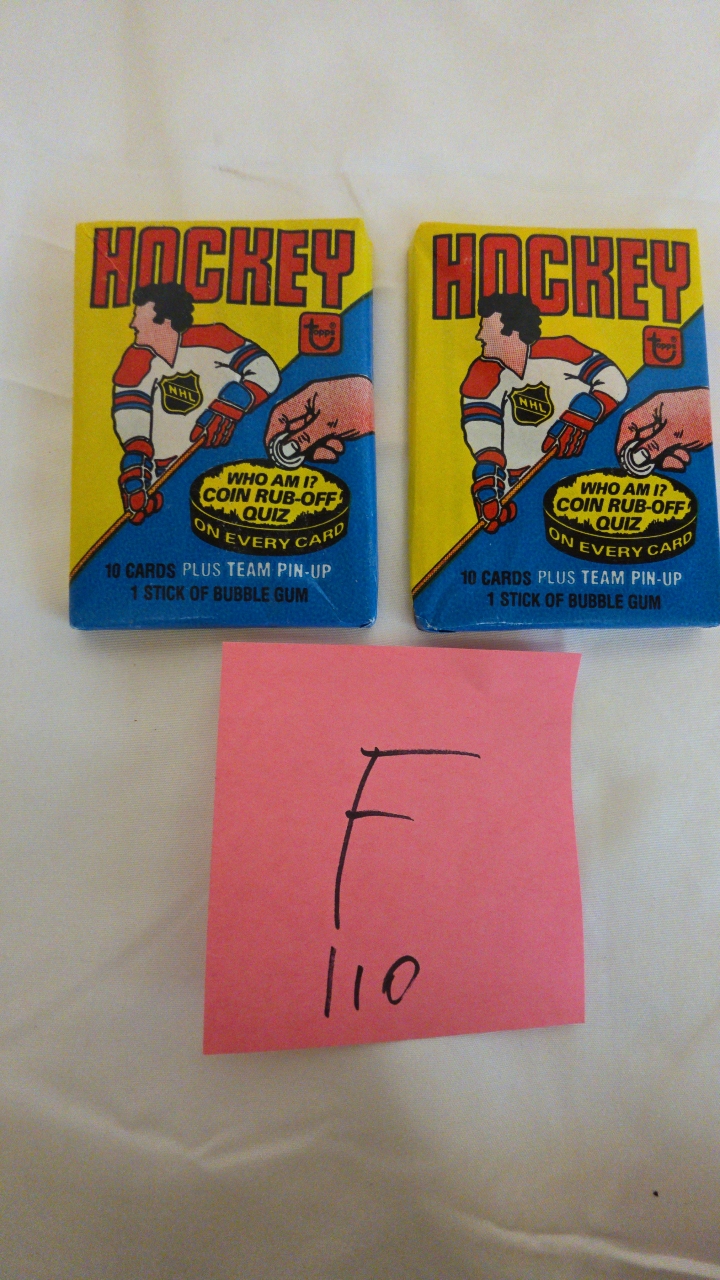 HOCKEY
topps
NHL
WHO AM I?
COIN RUB-OFF
QUIZ
ON EVERY CARD
10 CARDS PLUS TEAM PIN-UP
1 STICK OF BUBBLE GUM
HOCKEY
topps
NHL
WHO AM I?
COIN RUB-OFF
QUIZ
ON EVERY CARD
10 CARDS PLUS TEAM PIN-UP
1 STICK OF BUBBLE GUM
F
110